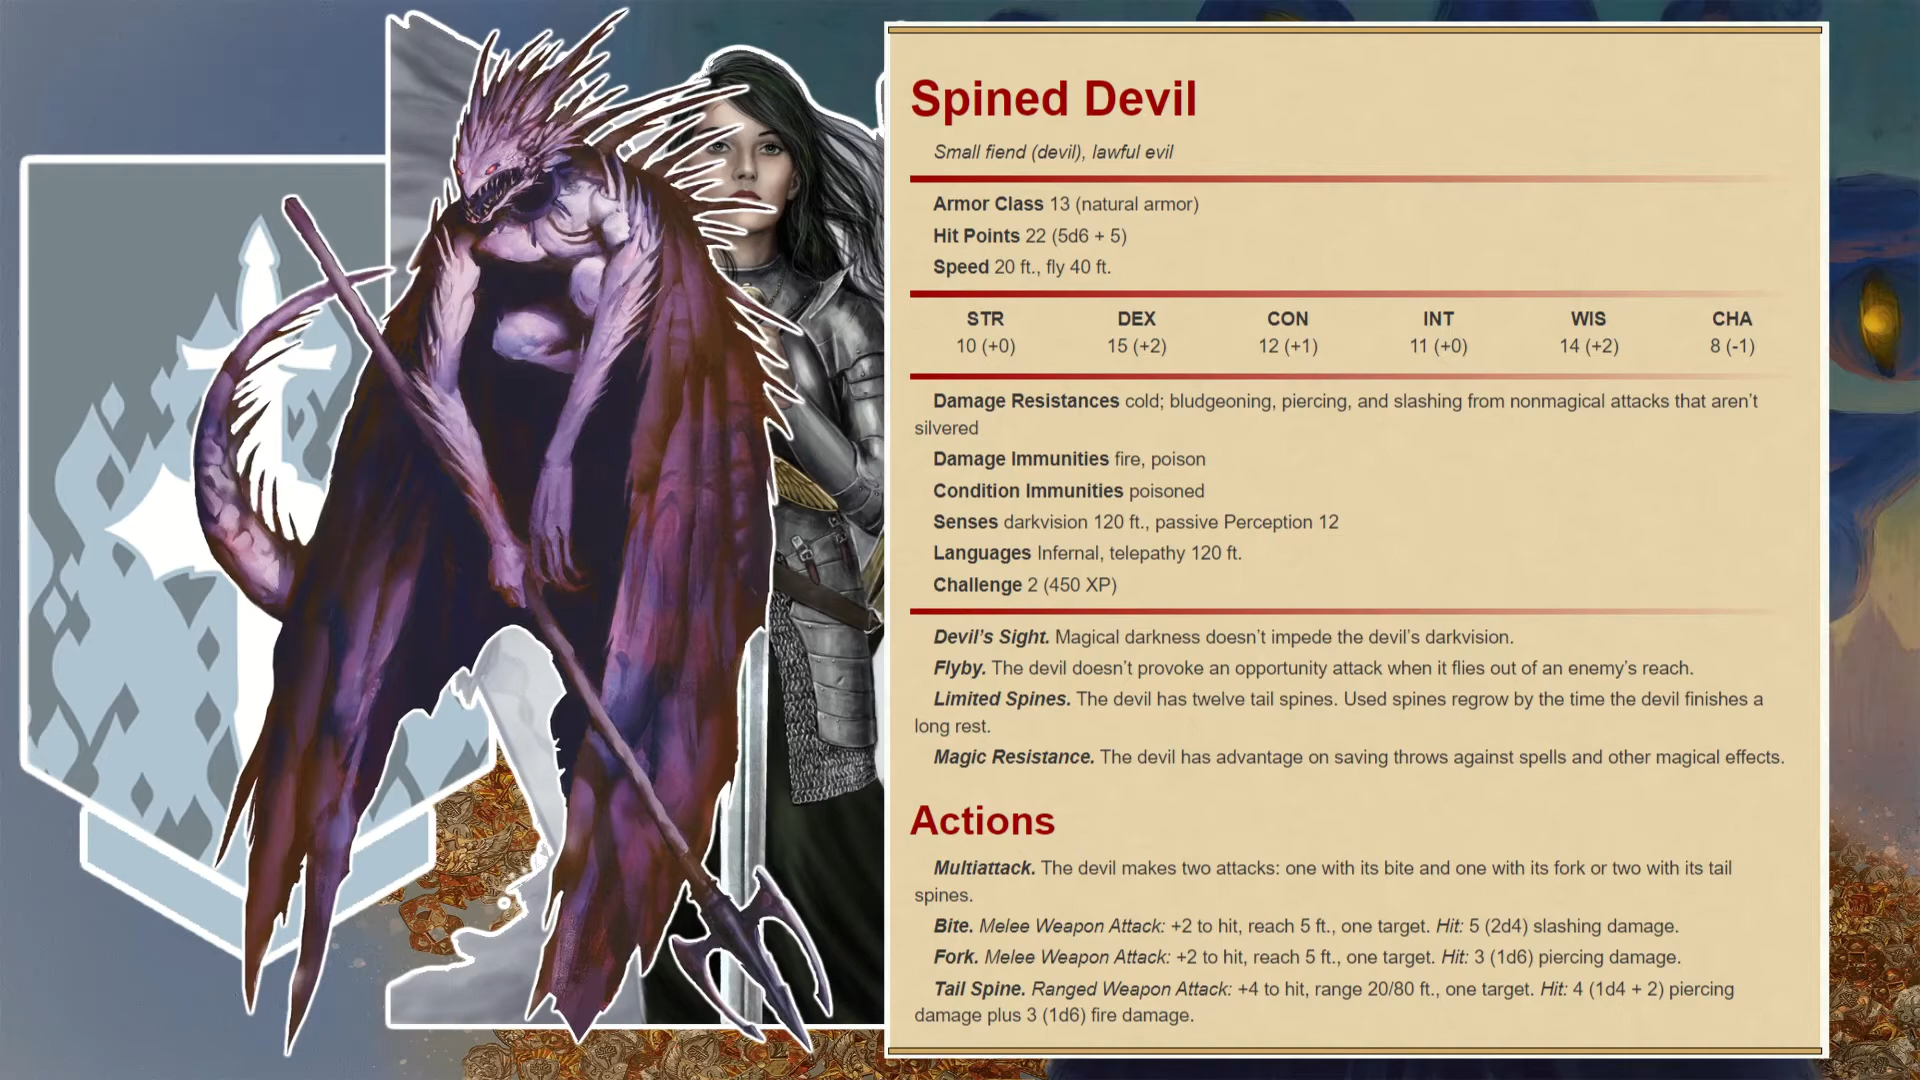 Spined Devil
Small fiend (devil), lawful evil
Armor Class 13 (natural armor)
Hit Points 22 (5d6 + 5)
Speed 20 ft., fly 40 ft.
STR DEX CON INT WIS CHA
10 (+0) 15 (+2) 12 (+1) 11 (+0) 14 (+2) 8 (-1)
Damage Resistances cold; bludgeoning, piercing, and slashing from nonmagical attacks that aren’t
silvered
Damage Immunities fire, poison
Condition Immunities poisoned
Senses darkvision 120 ft., passive Perception 12
Languages Infernal, telepathy 120 ft.
Challenge 2 (450 XP)
Devil’s Sight. Magical darkness doesn’t impede the devil’s darkvision.
Flyby. The devil doesn’t provoke an opportunity attack when it flies out of an enemy’s reach.
Limited Spines. The devil has twelve tail spines. Used spines regrow by the time the devil finishes a
long rest.
Magic Resistance. The devil has advantage on saving throws against spells and other magical effects.
Actions
Multiattack. The devil makes two attacks: one with its bite and one with its fork or two with its tail
spines.
Bite. Melee Weapon Attack: +2 to hit, reach 5 ft., one target. Hit: 5 (2d4) slashing damage.
Fork. Melee Weapon Attack: +2 to hit, reach 5 ft., one target. Hit: 3 (1d6) piercing damage.
Tail Spine. Ranged Weapon Attack: +4 to hit, range 20/80 ft., one target. Hit: 4 (1d4 + 2) piercing
damage plus 3 (1d6) fire damage.